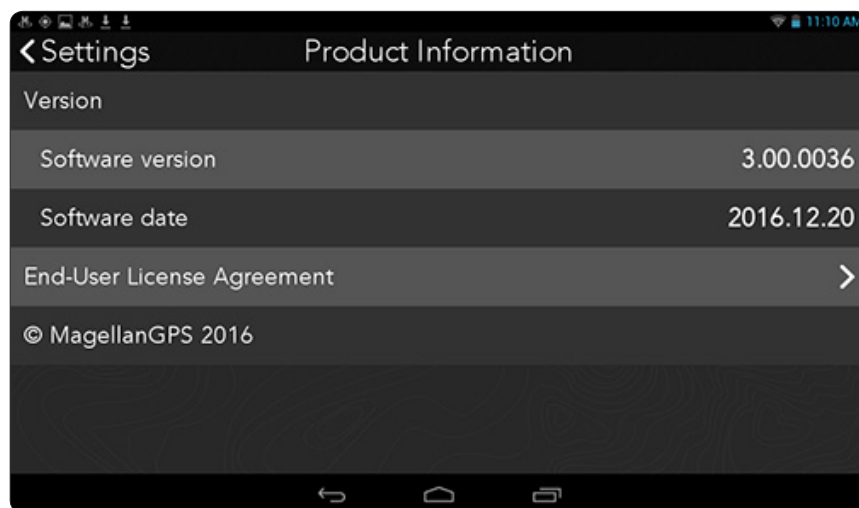 11:10 AM
Settings
Product Information
Version
Software version 3.00.0036
Software date 2016.12.20
End-User License Agreement
© MagellanGPS 2016